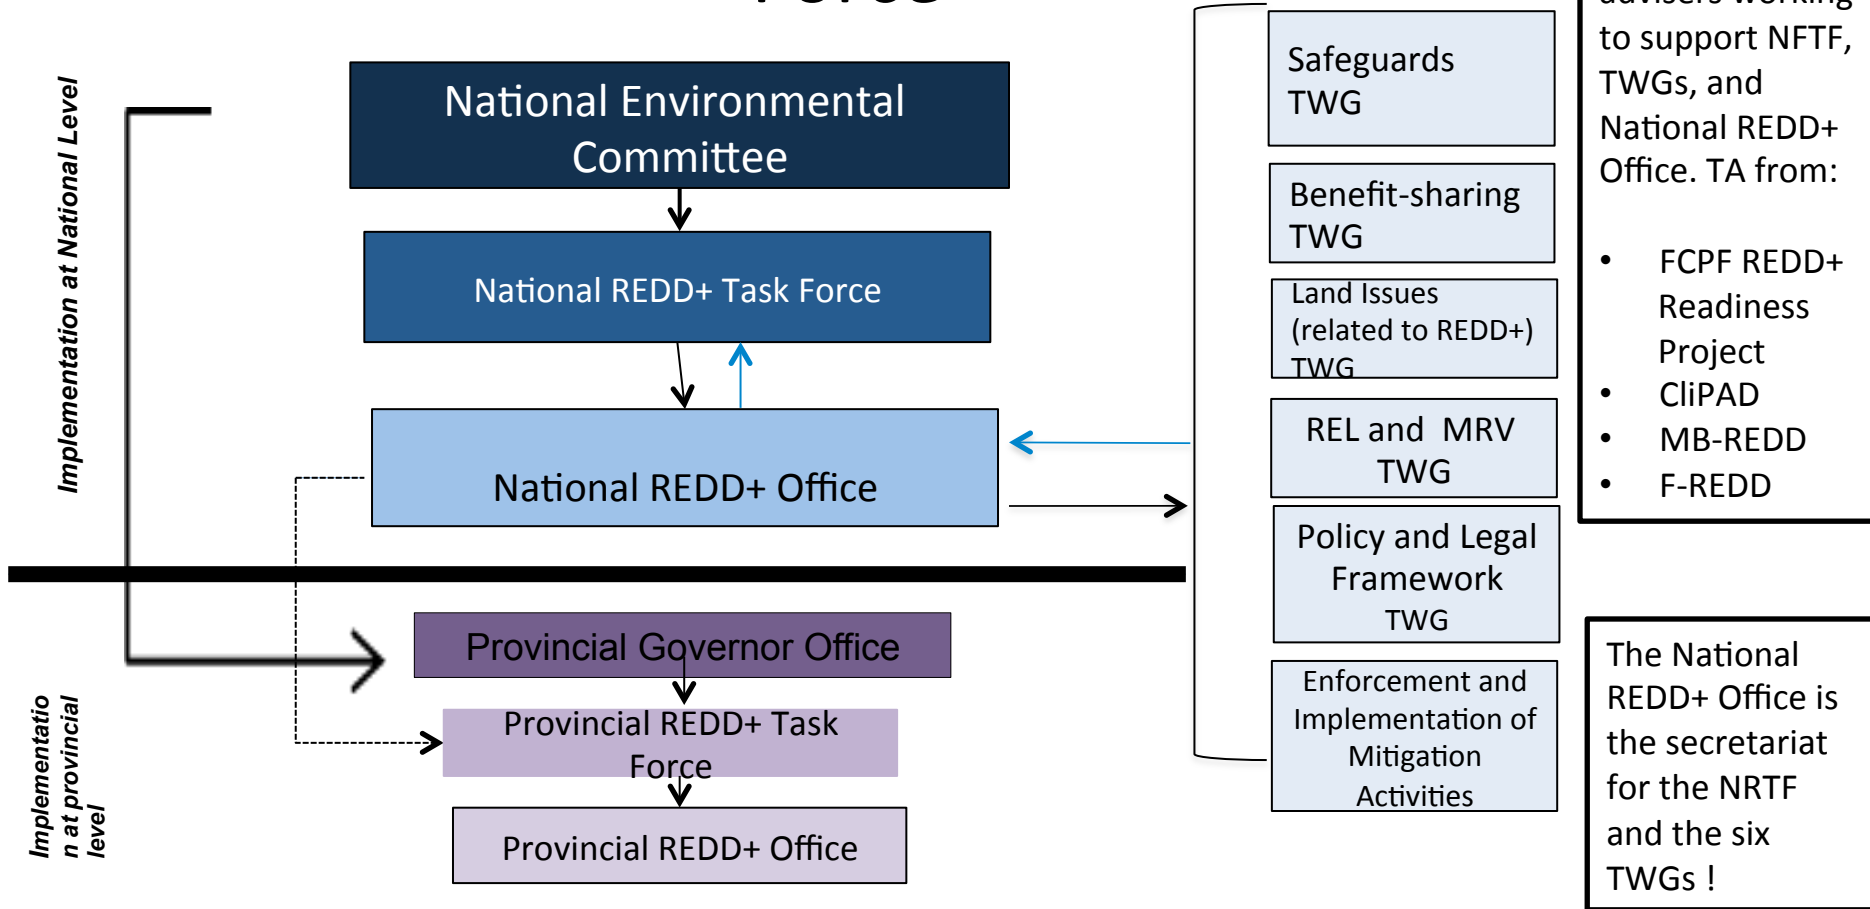 Force
Implementation at National Level
National Environmental
Committee
National REDD+ Task Force
National REDD+ Office
Implementatio
n at provincial
level
Provincial Governor Office
Provincial REDD+ Task
Force
Provincial REDD+ Office
Safeguards
TWG
Benefit-sharing
TWG
Land Issues
(related to REDD+)
TWG
REL and MRV
TWG
Policy and Legal
Framework
TWG
Enforcement and
Implementation of
Mitigation
Activities
advisers working
to support NFTF,
TWGs, and
National REDD+
Office. TA from:
• FCPF REDD+
Readiness
Project
• CliPAD
• MB-REDD
• F-REDD
The National
REDD+ Office is
the secretariat
for the NRTF
and the six
TWGs !